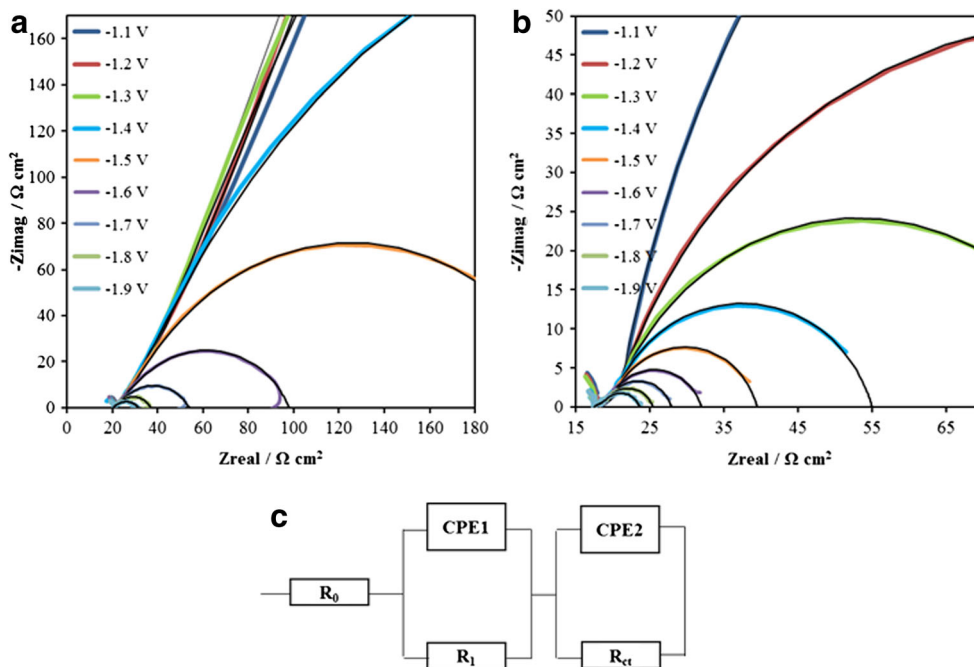 a
160
140
120
100
80
60
40
20
0
-Zimag / Ω cm²
-1.1 V
-1.2 V
-1.3 V
-1.4 V
-1.5 V
-1.6 V
-1.7 V
-1.8 V
-1.9 V
0 20 40 60 80 100 120 140 160 180
Zreal / Ω cm²
b
50
45
40
35
30
25
20
15
10
5
0
-Zimag / Ω cm²
-1.1 V
-1.2 V
-1.3 V
-1.4 V
-1.5 V
-1.6 V
-1.7 V
-1.8 V
-1.9 V
15 25 35 45 55 65
Zreal / Ω cm²
c
CPE1
CPE2
R₀
R₁
Rct